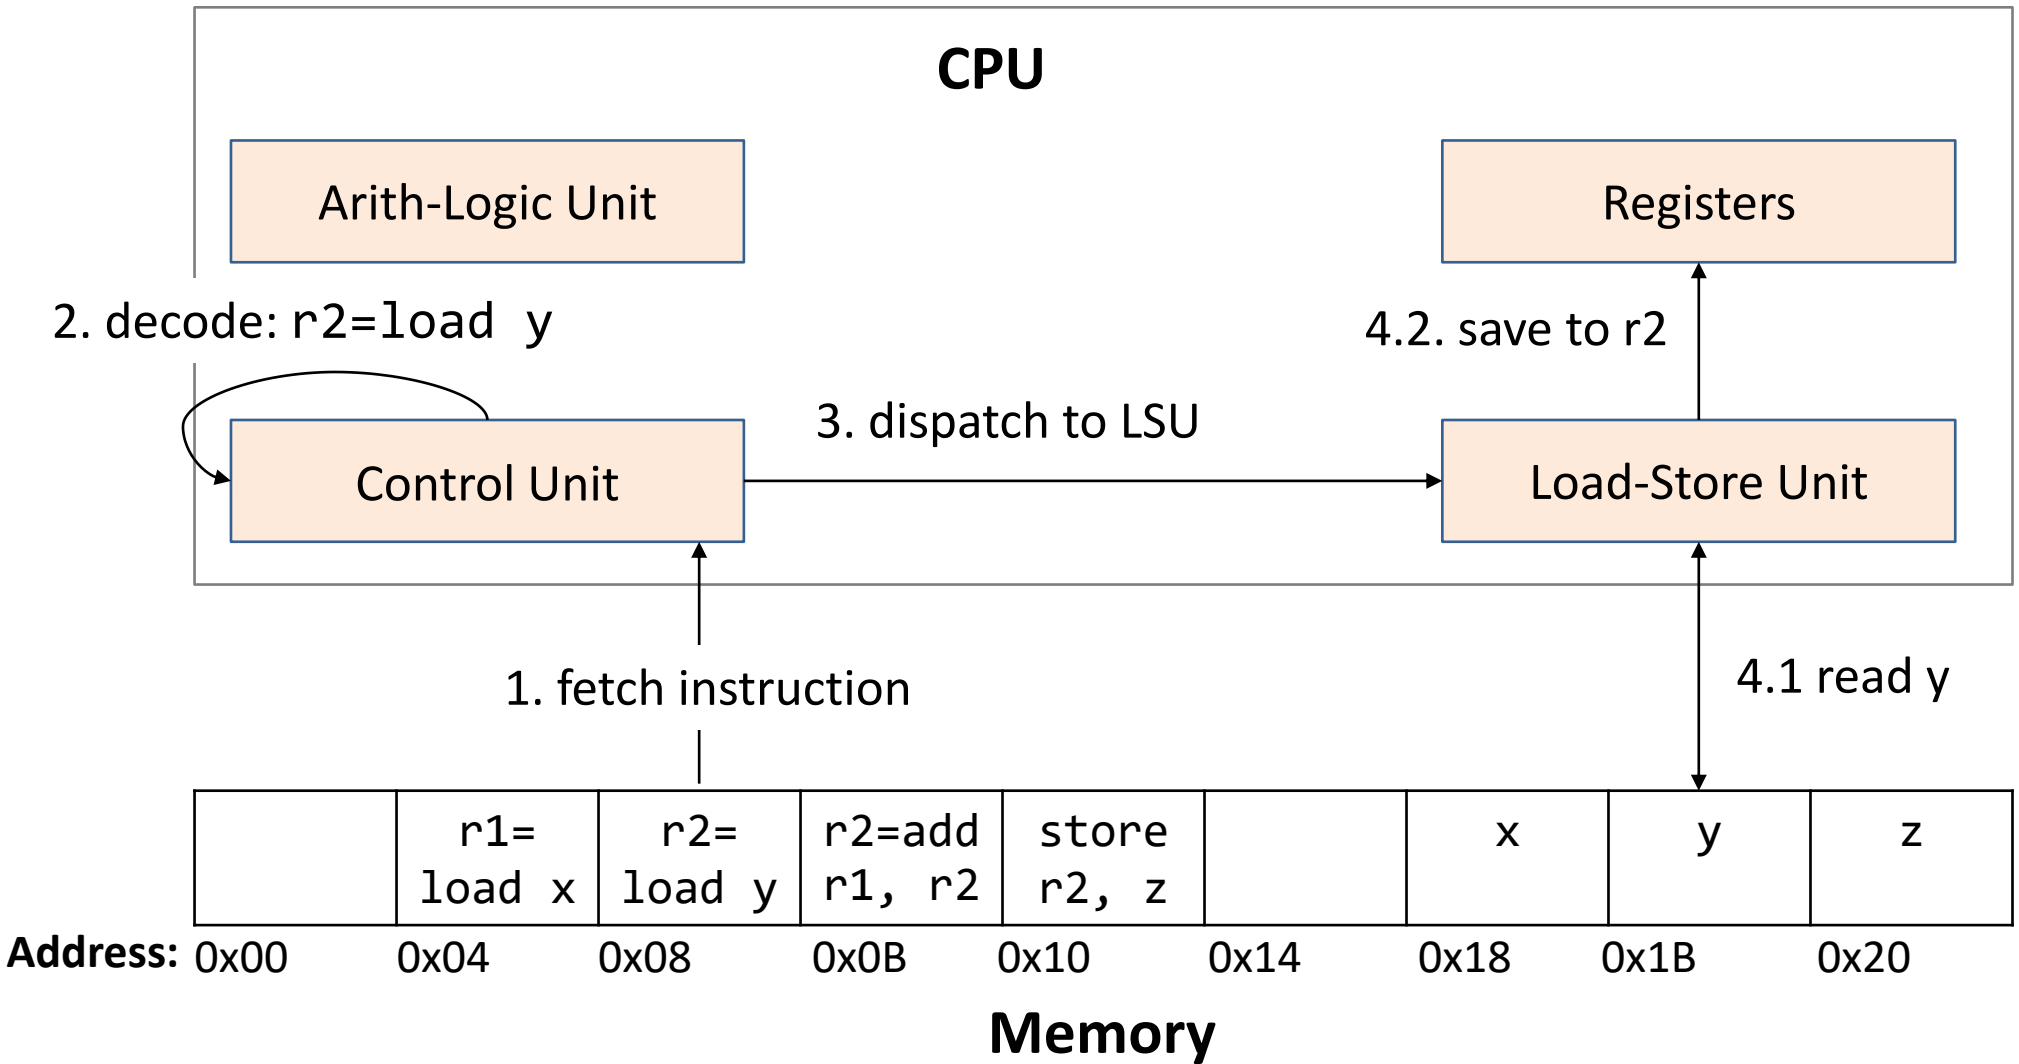 CPU
Arith-Logic Unit
Registers
2. decode: r2=load y
4.2. save to r2
3. dispatch to LSU
Control Unit
Load-Store Unit
1. fetch instruction
4.1 read y
r1=
load x
r2=
load y
r2=add
r1, r2
store
r2, z
x
y
z
Address: 0x00 0x04 0x08 0x0B 0x10 0x14 0x18 0x1B 0x20
Memory